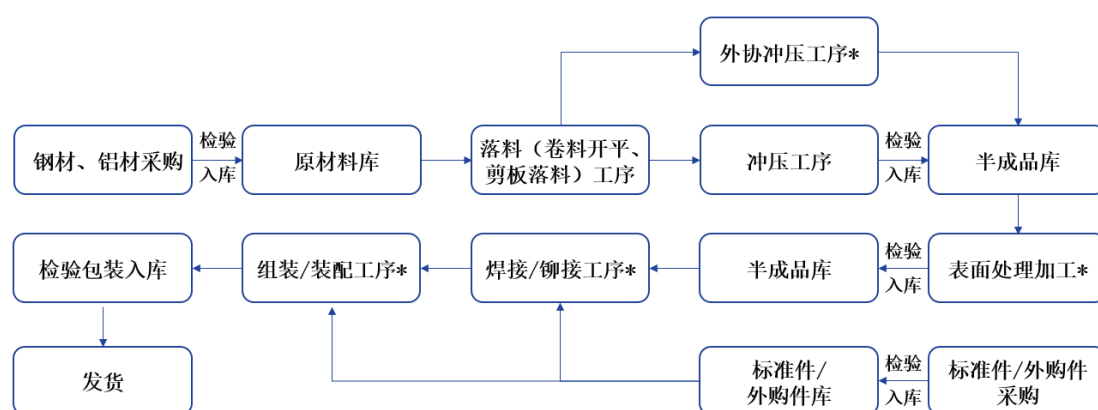 外协冲压工序*
钢材、铝材采购
检验
入库
原材料库
落料（卷料开平、
剪板落料）工序
冲压工序
检验
入库
半成品库
检验包装入库
组装/装配工序*
焊接/铆接工序*
半成品库
检验
入库
表面处理加工*
发货
标准件/
外购件库
检验
入库
标准件/外购件
采购